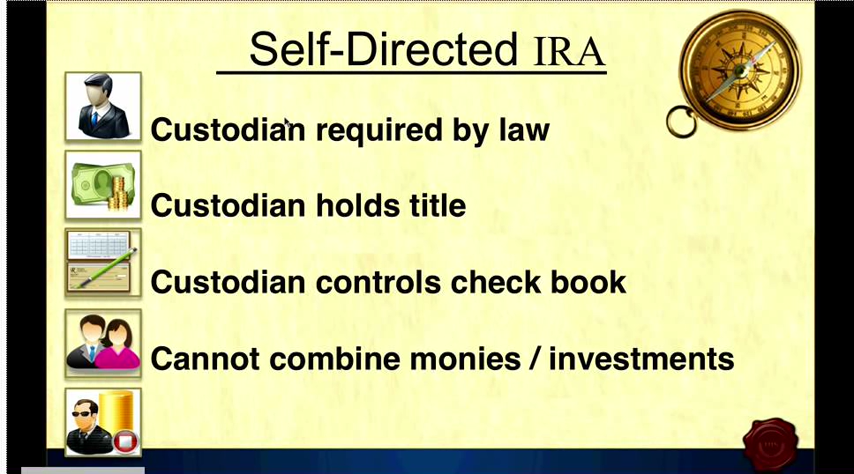 Self-Directed IRA
Custodian required by law
Custodian holds title
Custodian controls check book
Cannot combine monies / investments